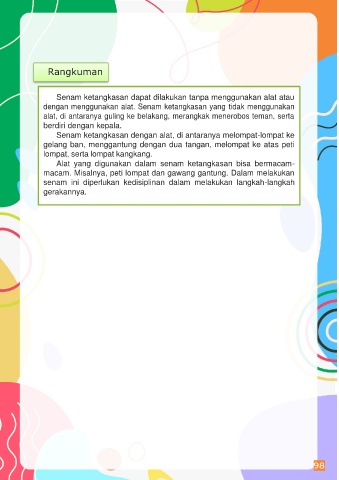 Rangkuman
Senam ketangkasan dapat dilakukan tanpa menggunakan alat atau
dengan menggunakan alat. Senam ketangkasan yang tidak menggunakan
alat, di antaranya guling ke belakang, merangkak menerobos teman, serta
berdiri dengan kepala.
Senam ketangkasan dengan alat, di antaranya melompat-lompat ke
gelang ban, menggantung dengan dua tangan, melompat ke atas peti
lompat, serta lompat kangkang.
Alat yang digunakan dalam senam ketangkasan bisa bermacam-
macam. Misalnya, peti lompat dan gawang gantung. Dalam melakukan
senam ini diperlukan kedisiplinan dalam melakukan langkah-langkah
gerakannya.
98